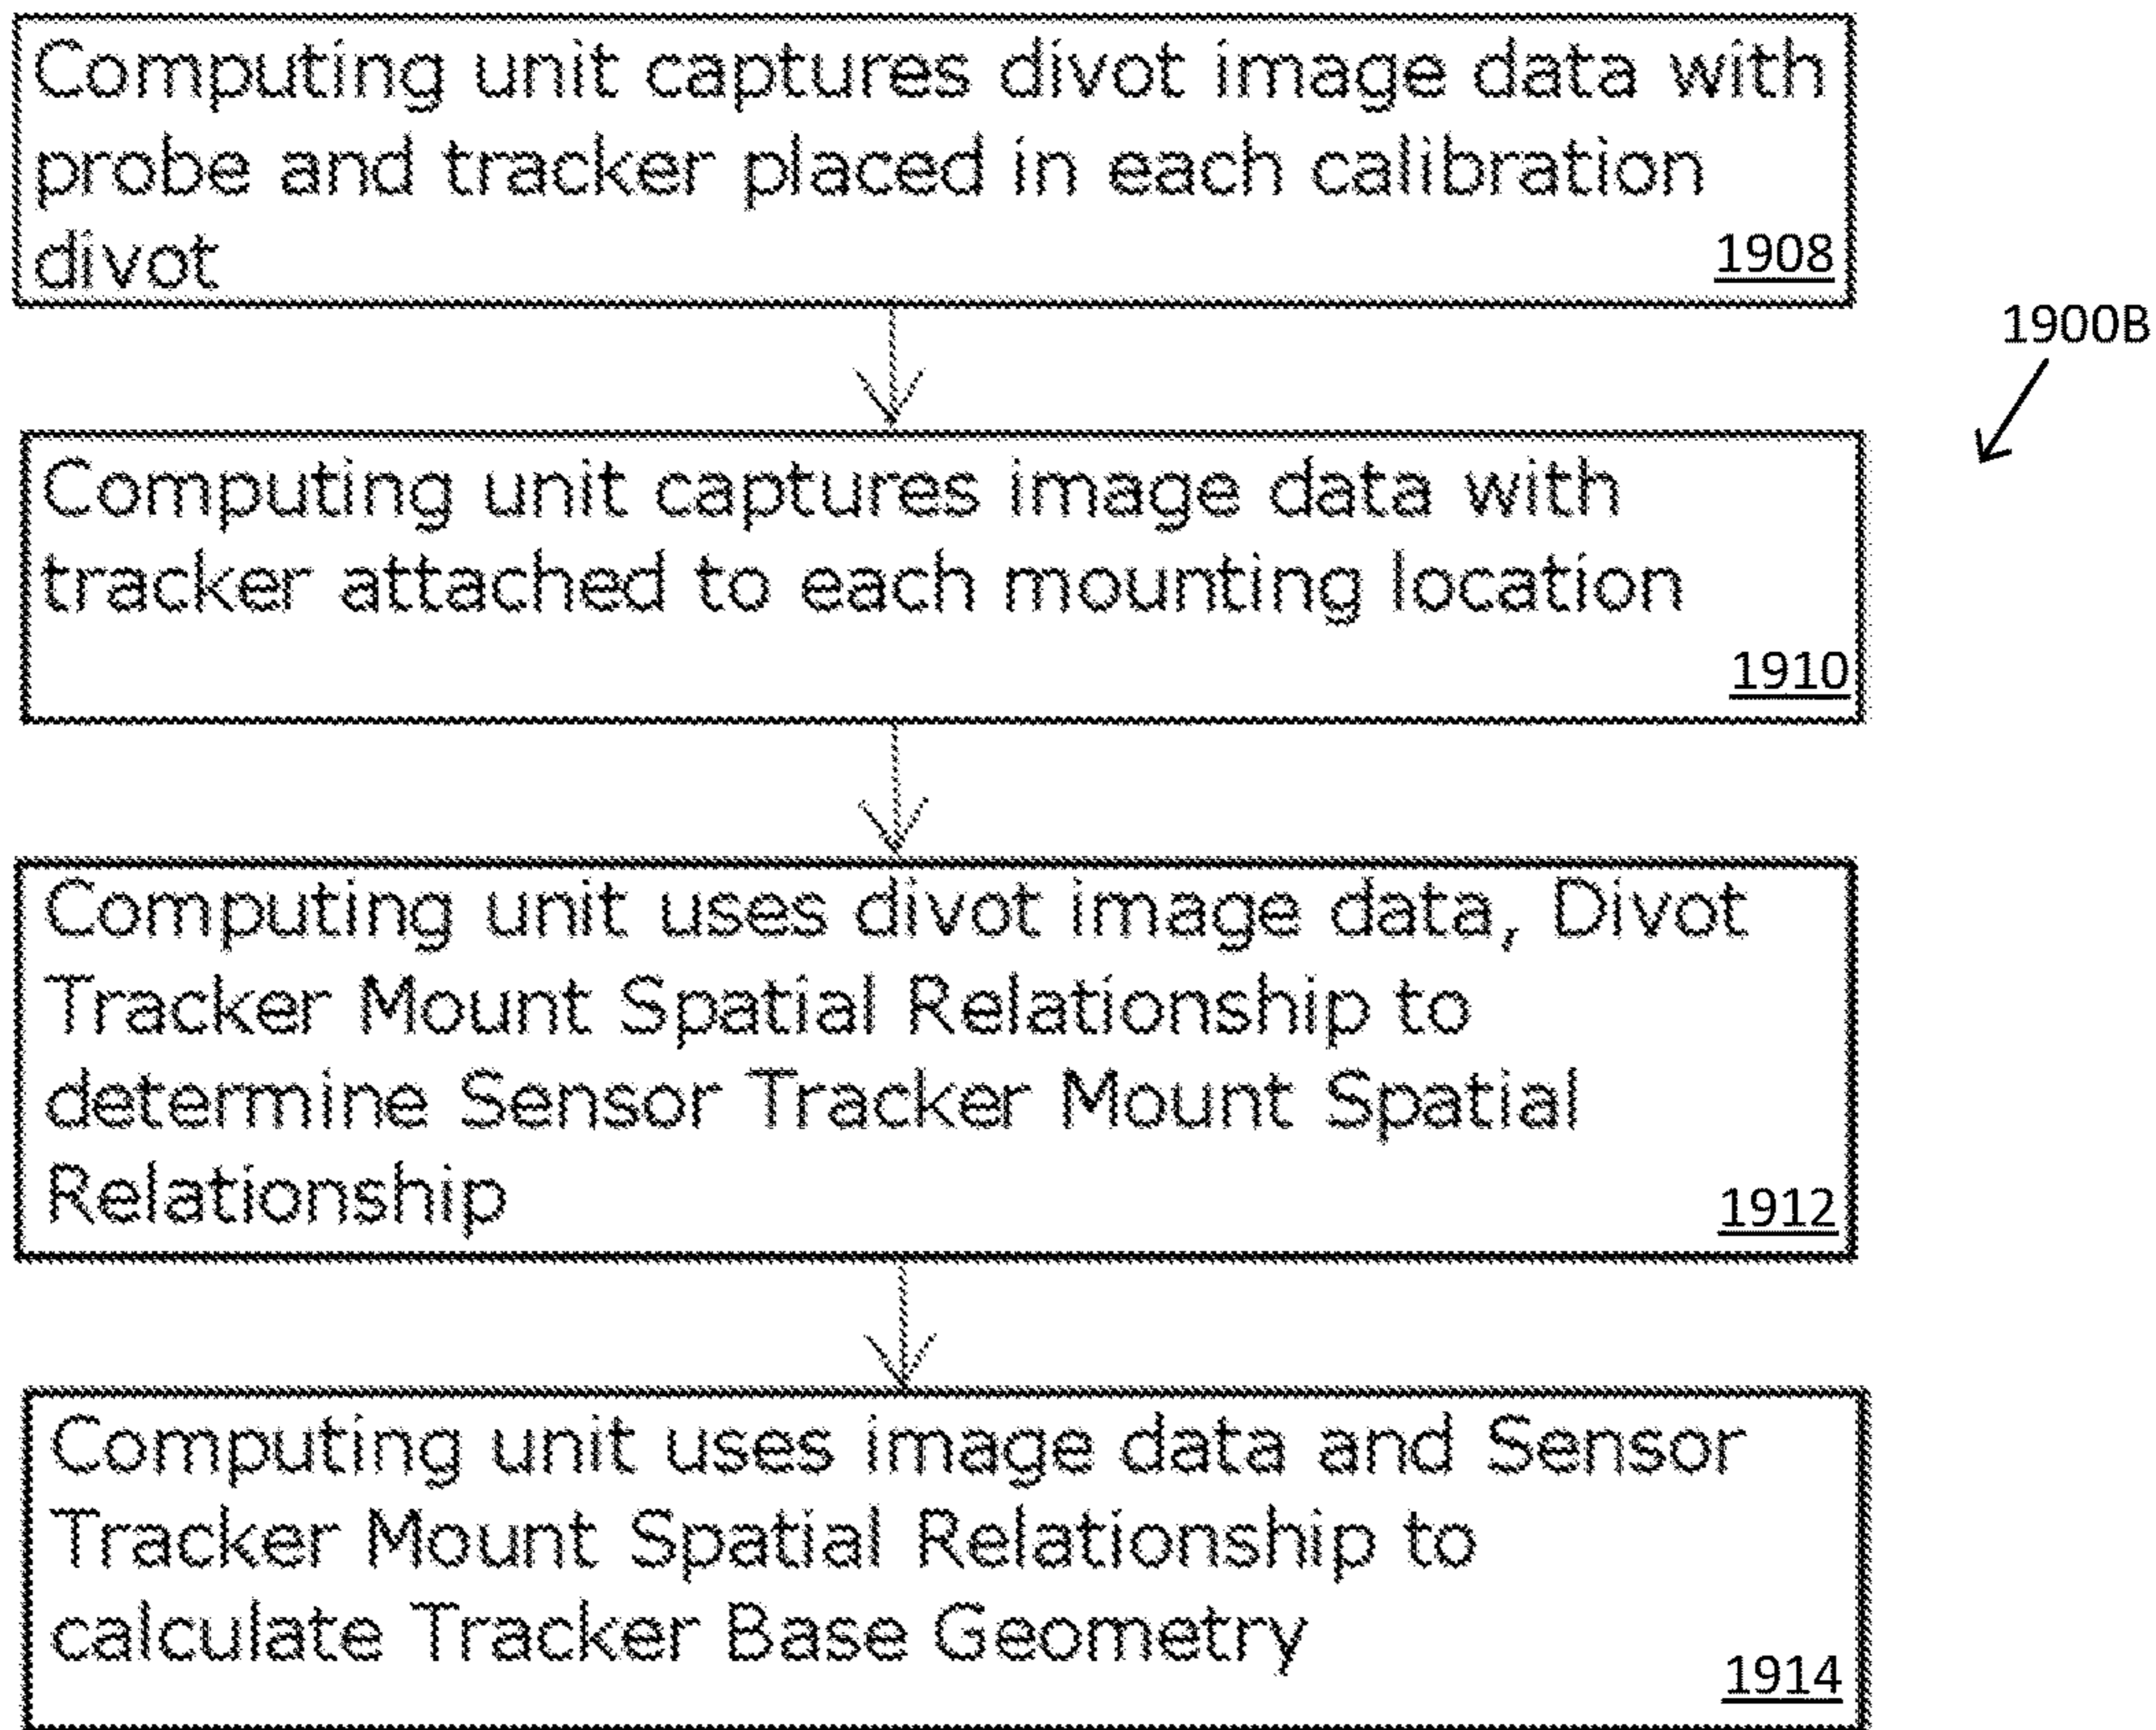 Computing unit captures divot image data with
probe and tracker placed in each calibration
divot
1908
1900B
Computing unit captures image data with
tracker attached to each mounting location
1910
Computing unit uses divot image data, Divot
Tracker Mount Spatial Relationship to
determine Sensor Tracker Mount Spatial
Relationship
1912
Computing unit uses image data and Sensor
Tracker Mount Spatial Relationship to
calculate Tracker Base Geometry
1914